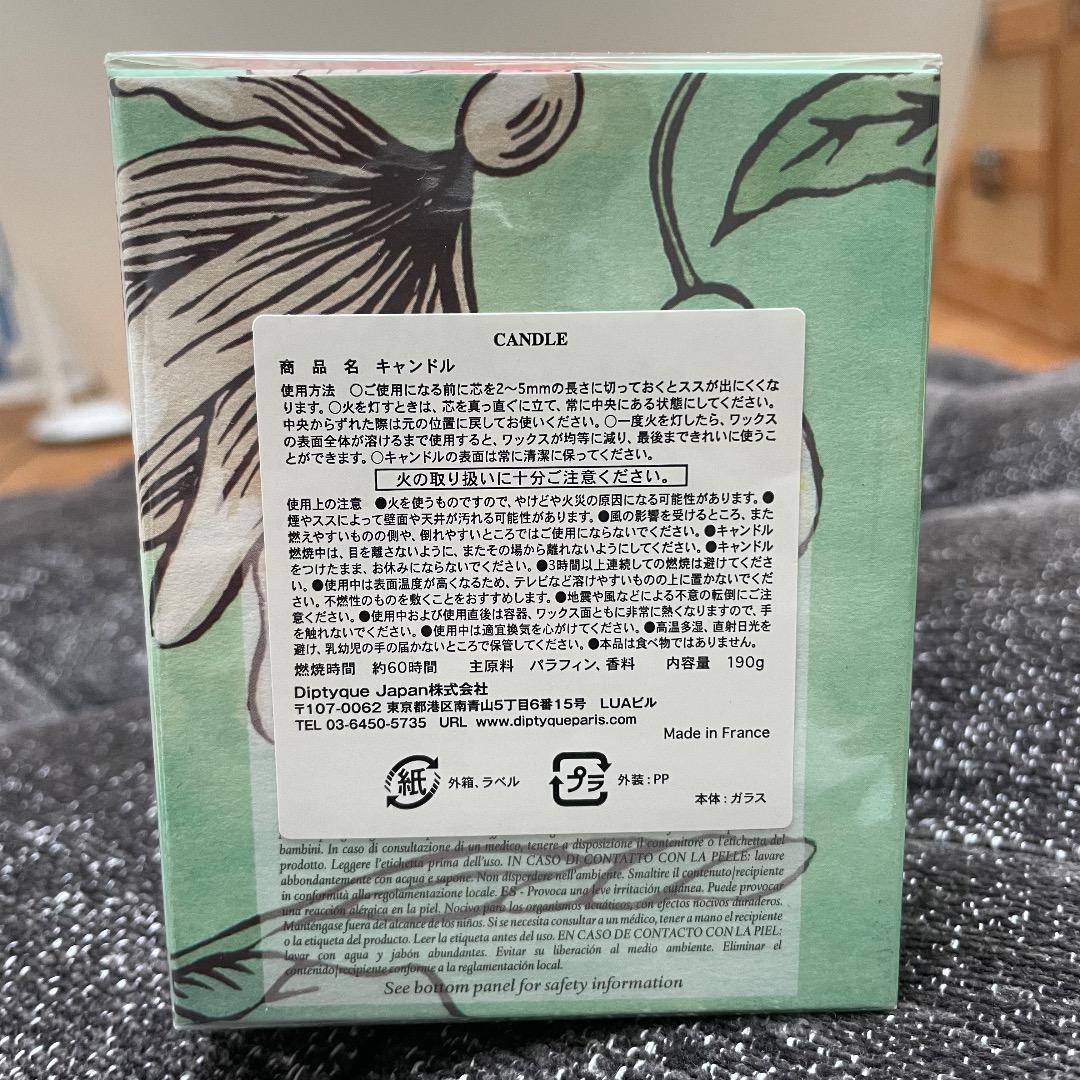 CANDLE
商 品 名 キャンドル
使用方法 ○ご使用になる前に芯を2〜5mmの長さに切っておくとススが出にくくな
ります。○火を灯すときは、芯を真っ直ぐに立て、常に中央にある状態にしてください。
中央からずれた際は元の位置に戻してお使いください。○一度火を灯したら、ワックス
の表面全体が溶けるまで使用すると、ワックスが均等に減り、最後まできれいに使うこ
とができます。○キャンドルの表面は常に清潔に保ってください。
火の取り扱いに十分ご注意ください。
使用上の注意 ●火を使うものですので、やけどや火災の原因になる可能性があります。●
煙やススによって壁面や天井が汚れる可能性があります。●風の影響を受けるところ、また
燃えやすいものの側や、倒れやすいところではご使用にならないでください。●キャンドル
燃焼中は、目を離さないように、またその場から離れないようにしてください。●キャンドル
をつけたまま、お休みにならないでください。●3時間以上連続しての燃焼は避けてくださ
い。●使用中は表面温度が高くなるため、テレビなど溶けやすいものの上に置かないでくだ
さい。不燃性のものを敷くことをおすすめします。●地震や風などによる不意の転倒にご注
意ください。●使用中および使用直後は容器、ワックス面ともに非常に熱くなりますので、手
を触れないでください。●使用中は適宜換気を心がけてください。●高温多湿、直射日光を
避け、乳幼児の手の届かないところで保管してください。●本品は食べ物ではありません。
燃焼時間 約60時間 主原料 パラフィン、香料 内容量 190g
Diptyque Japan株式会社
〒107-0062 東京都港区南青山5丁目6番15号 LUAビル
TEL 03-6450-5735 URL www.diptyqueparis.com
Made in France
紙 外箱、ラベル プラ 外装:PP
本体:ガラス
bambini. In caso di consultazione di un medico, tenere a disposizione il contenitore o l'etichetta del
prodotto. Leggere l'etichetta prima dell'uso. IN CASO DI CONTATTO CON LA PELLE: lavare
abbondantemente con acqua e sapone. Non disperdere nell'ambiente. Smaltire il contenuto/recipiente
in conformità alla regolamentazione locale. ES - Provoca una leve irritación cutánea. Puede provocar
una reacción alérgica en la piel. Nocivo para los organismos acuáticos, con efectos nocivos duraderos.
Manténgase fuera del alcance de los niños. Si se necesita consultar a un médico, tener a mano el recipiente
o la etiqueta del producto. Leer la etiqueta antes del uso. EN CASO DE CONTACTO CON LA PIEL:
lavar con agua y jabón abundantes. Evitar su liberación al medio ambiente. Eliminar el
contenido/recipiente conforme a la reglamentación local.
See bottom panel for safety information